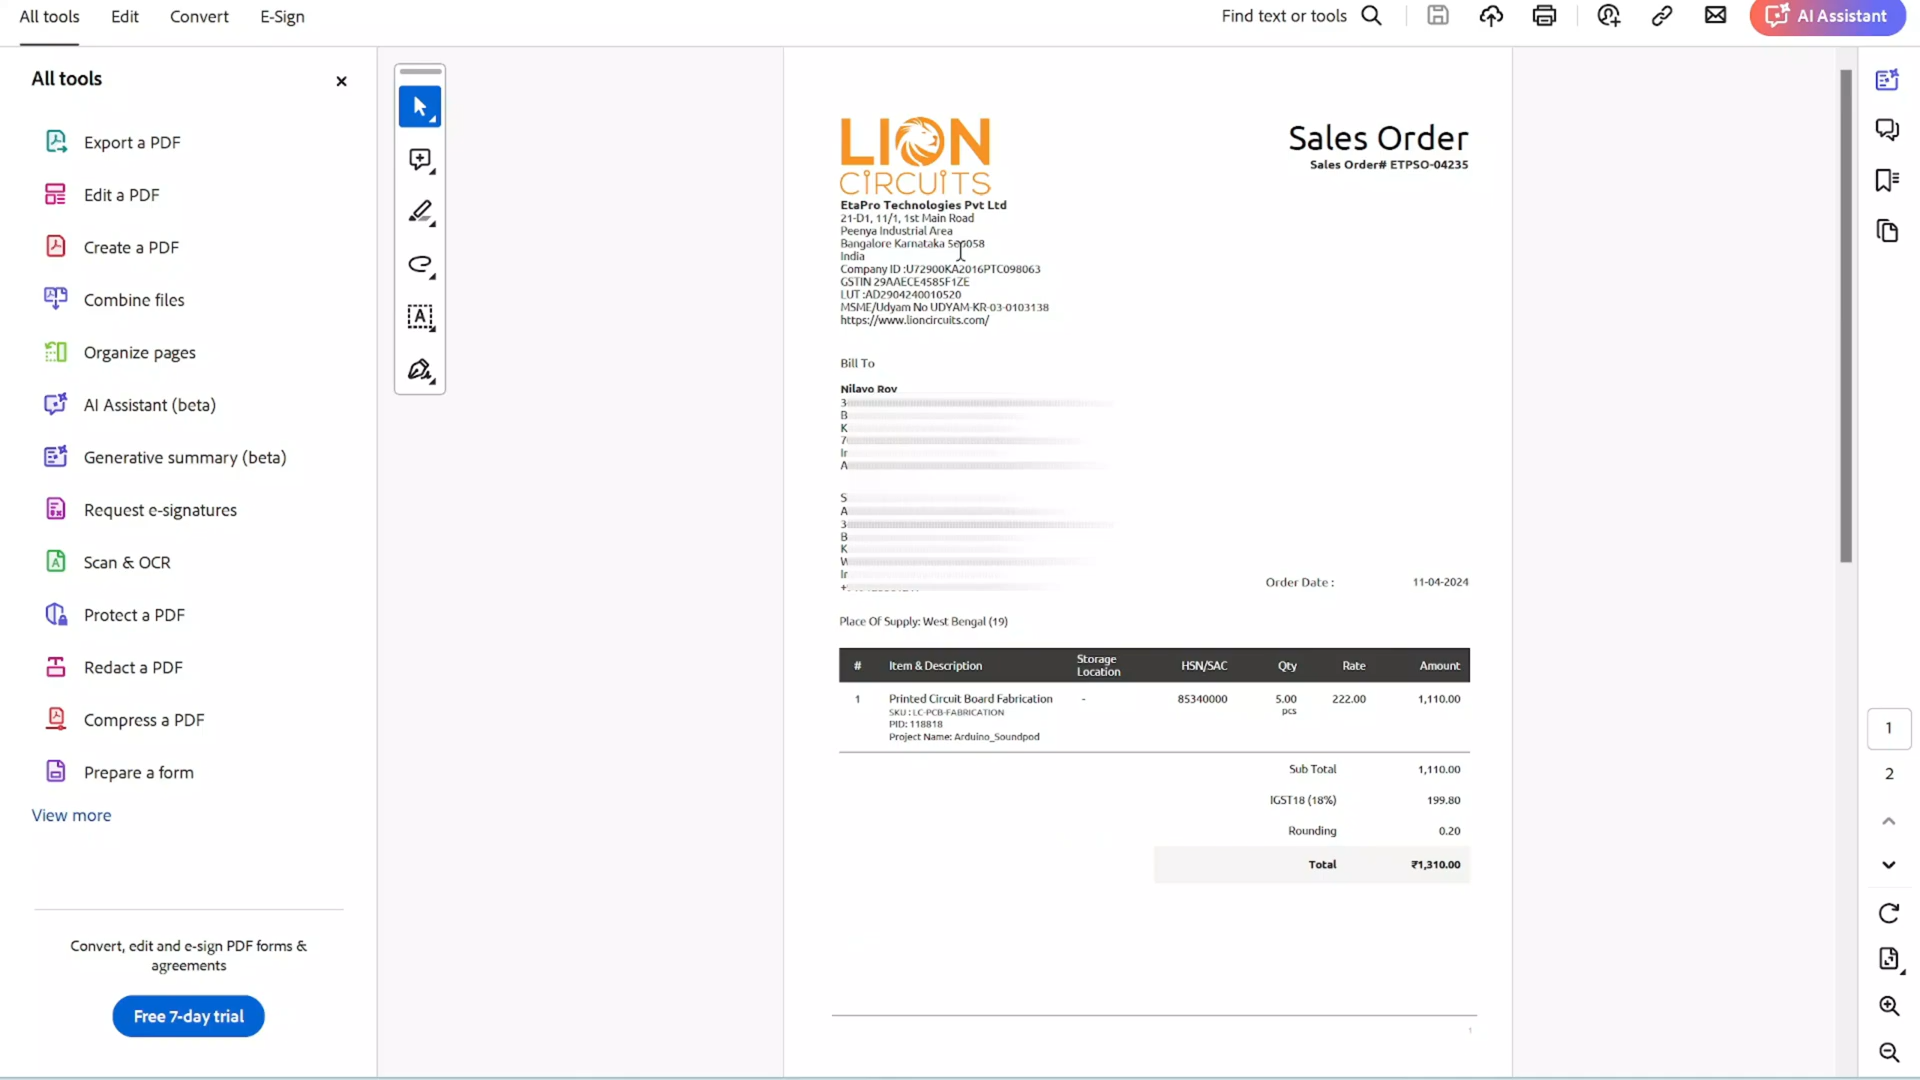 All tools Edit Convert E-Sign Find text or tools AI Assistant
All tools
Export a PDF
Edit a PDF
Create a PDF
Combine files
Organize pages
AI Assistant (beta)
Generative summary (beta)
Request e-signatures
Scan & OCR
Protect a PDF
Redact a PDF
Compress a PDF
Prepare a form
View more
Convert, edit and e-sign PDF forms &
agreements
Free 7-day trial
LION
CIRCUITS
Sales Order
Sales Order# ETPSO-04235
EtaPro Technologies Pvt Ltd
21-D1, 11/1, 1st Main Road
Peenya Industrial Area
Bangalore Karnataka
India
Company ID :U72900KA2016PTC098063
GSTIN 29AAECE4585F1ZE
LUT :AD2904240010520
MSME/Udyam No UDYAM-KR-03-0103138
https://www.lioncircuits.com/
Bill To
Nilavo Roy
Order Date : 11-04-2024
Place Of Supply: West Bengal (19)
# Item & Description Storage Location HSN/SAC Qty Rate Amount
1 Printed Circuit Board Fabrication - 85340000 5.00 222.00 1,110.00
SKU : LC-PCB-FABRICATION pcs
PID: 118818
Project Name: Arduino_Soundpod
Sub Total 1,110.00
IGST18 (18%) 199.80
Rounding 0.20
Total ₹1,310.00
1
1
2